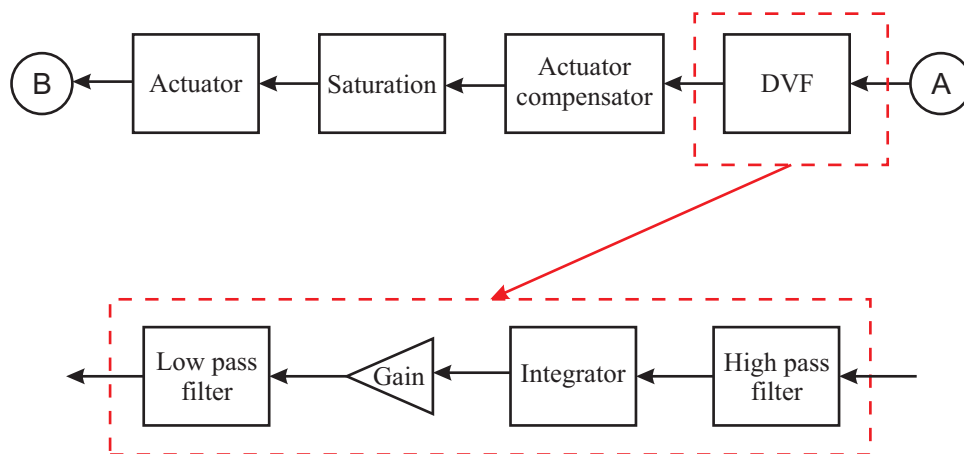 B
Actuator
Saturation
Actuator
compensator
DVF
A
Low pass
filter
Gain
Integrator
High pass
filter